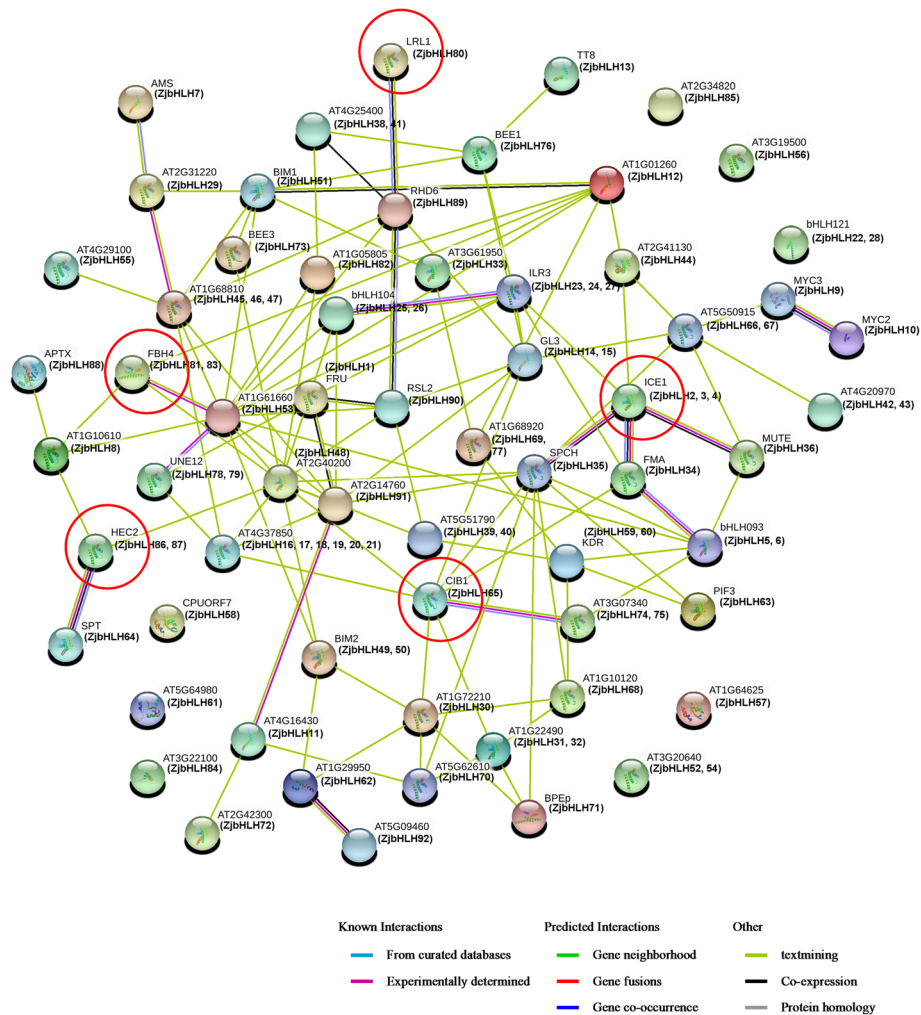 LRL1
(ZjbHLH80)
TT8
(ZjbHLH13)
AMS
(ZjbHLH7)
AT2G34820
(ZjbHLH85)
AT4G25400
(ZjbHLH38, 41)
BEE1
(ZjbHLH76)
AT3G19500
(ZjbHLH56)
AT2G31220
(ZjbHLH29)
BIM1
(ZjbHLH51)
RHD6
(ZjbHLH89)
AT1G01260
(ZjbHLH12)
bHLH121
(ZjbHLH22, 28)
BEE3
(ZjbHLH73)
AT4G29100
(ZjbHLH55)
AT1G05805
(ZjbHLH82)
AT3G61950
(ZjbHLH33)
AT2G41130
(ZjbHLH44)
ILR3
(ZjbHLH23, 24, 27)
MYC3
(ZjbHLH9)
AT1G68810
(ZjbHLH45, 46, 47)
bHLH104
(ZjbHLH25, 26)
AT5G50915
(ZjbHLH66, 67)
MYC2
(ZjbHLH10)
GL3
(ZjbHLH14, 15)
APTX
(ZjbHLH88)
FBH4
(ZjbHLH81, 83)
(ZjbHLH1)
FRU
ICE1
(ZjbHLH2, 3, 4)
AT4G20970
(ZjbHLH42, 43)
AT1G61660
(ZjbHLH53)
RSL2
(ZjbHLH90)
AT1G10610
(ZjbHLH8)
AT1G68920
(ZjbHLH69,
77)
MUTE
(ZjbHLH36)
(ZjbHLH48)
AT2G40200
UNE12
(ZjbHLH78, 79)
SPCH
(ZjbHLH35)
FMA
(ZjbHLH34)
AT2G14760
(ZjbHLH91)
HEC2
(ZjbHLH86, 87)
AT4G37850
(ZjbHLH16, 17, 18, 19, 20, 21)
AT5G51790
(ZjbHLH39, 40)
(ZjbHLH59, 60)
KDR
bHLH093
(ZjbHLH5, 6)
CIB1
(ZjbHLH65)
PIF3
(ZjbHLH63)
CPUORF7
(ZjbHLH58)
AT3G07340
(ZjbHLH74, 75)
SPT
(ZjbHLH64)
BIM2
(ZjbHLH49, 50)
AT1G10120
(ZjbHLH68)
AT5G64980
(ZjbHLH61)
AT1G72210
(ZjbHLH30)
AT1G64625
(ZjbHLH57)
AT4G16430
(ZjbHLH11)
AT1G22490
(ZjbHLH31, 32)
AT3G22100
(ZjbHLH84)
AT1G29950
(ZjbHLH62)
AT5G62610
(ZjbHLH70)
AT3G20640
(ZjbHLH52, 54)
BPEp
(ZjbHLH71)
AT2G42300
(ZjbHLH72)
AT5G09460
(ZjbHLH92)
Known Interactions
Predicted Interactions
Other
From curated databases
Gene neighborhood
textmining
Experimentally determined
Gene fusions
Co-expression
Gene co-occurrence
Protein homology